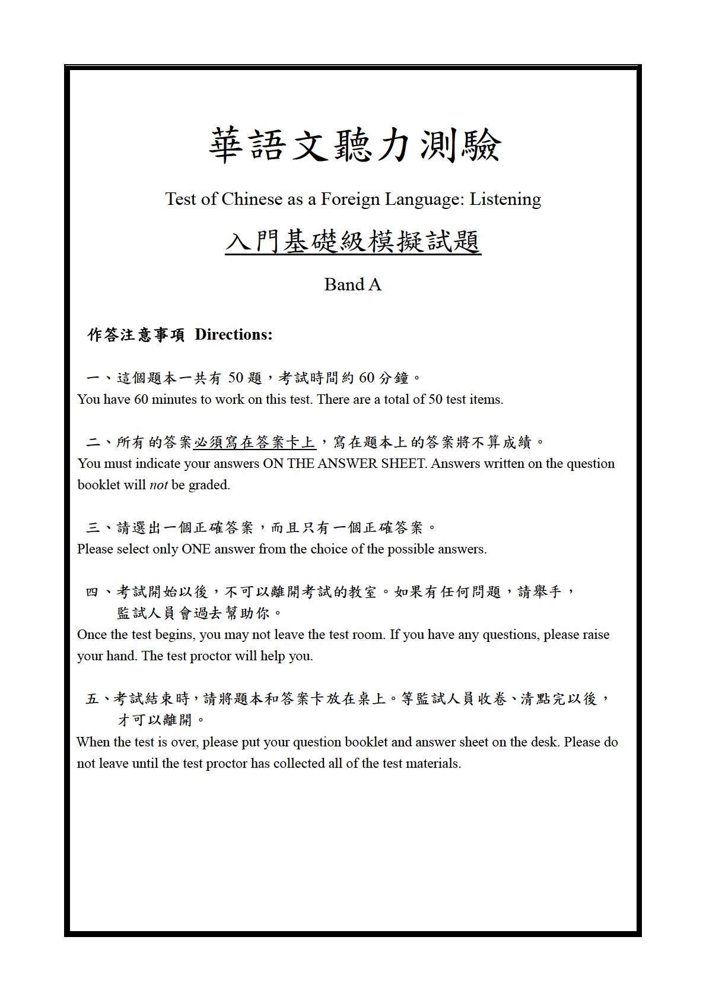 華語文聽力測驗
Test of Chinese as a Foreign Language: Listening
入門基礎級模擬試題
Band A
作答注意事項 Directions:
一、這個題本一共有 50 題，考試時間約 60 分鐘。
You have 60 minutes to work on this test. There are a total of 50 test items.
二、所有的答案必須寫在答案卡上，寫在題本上的答案將不算成績。
You must indicate your answers ON THE ANSWER SHEET. Answers written on the question
booklet will not be graded.
三、請選出一個正確答案，而且只有一個正確答案。
Please select only ONE answer from the choice of the possible answers.
四、考試開始以後，不可以離開考試的教室。如果有任何問題，請舉手，
監試人員會過去幫助你。
Once the test begins, you may not leave the test room. If you have any questions, please raise
your hand. The test proctor will help you.
五、考試結束時，請將題本和答案卡放在桌上。等監試人員收卷、清點完以後，
才可以離開。
When the test is over, please put your question booklet and answer sheet on the desk. Please do
not leave until the test proctor has collected all of the test materials.